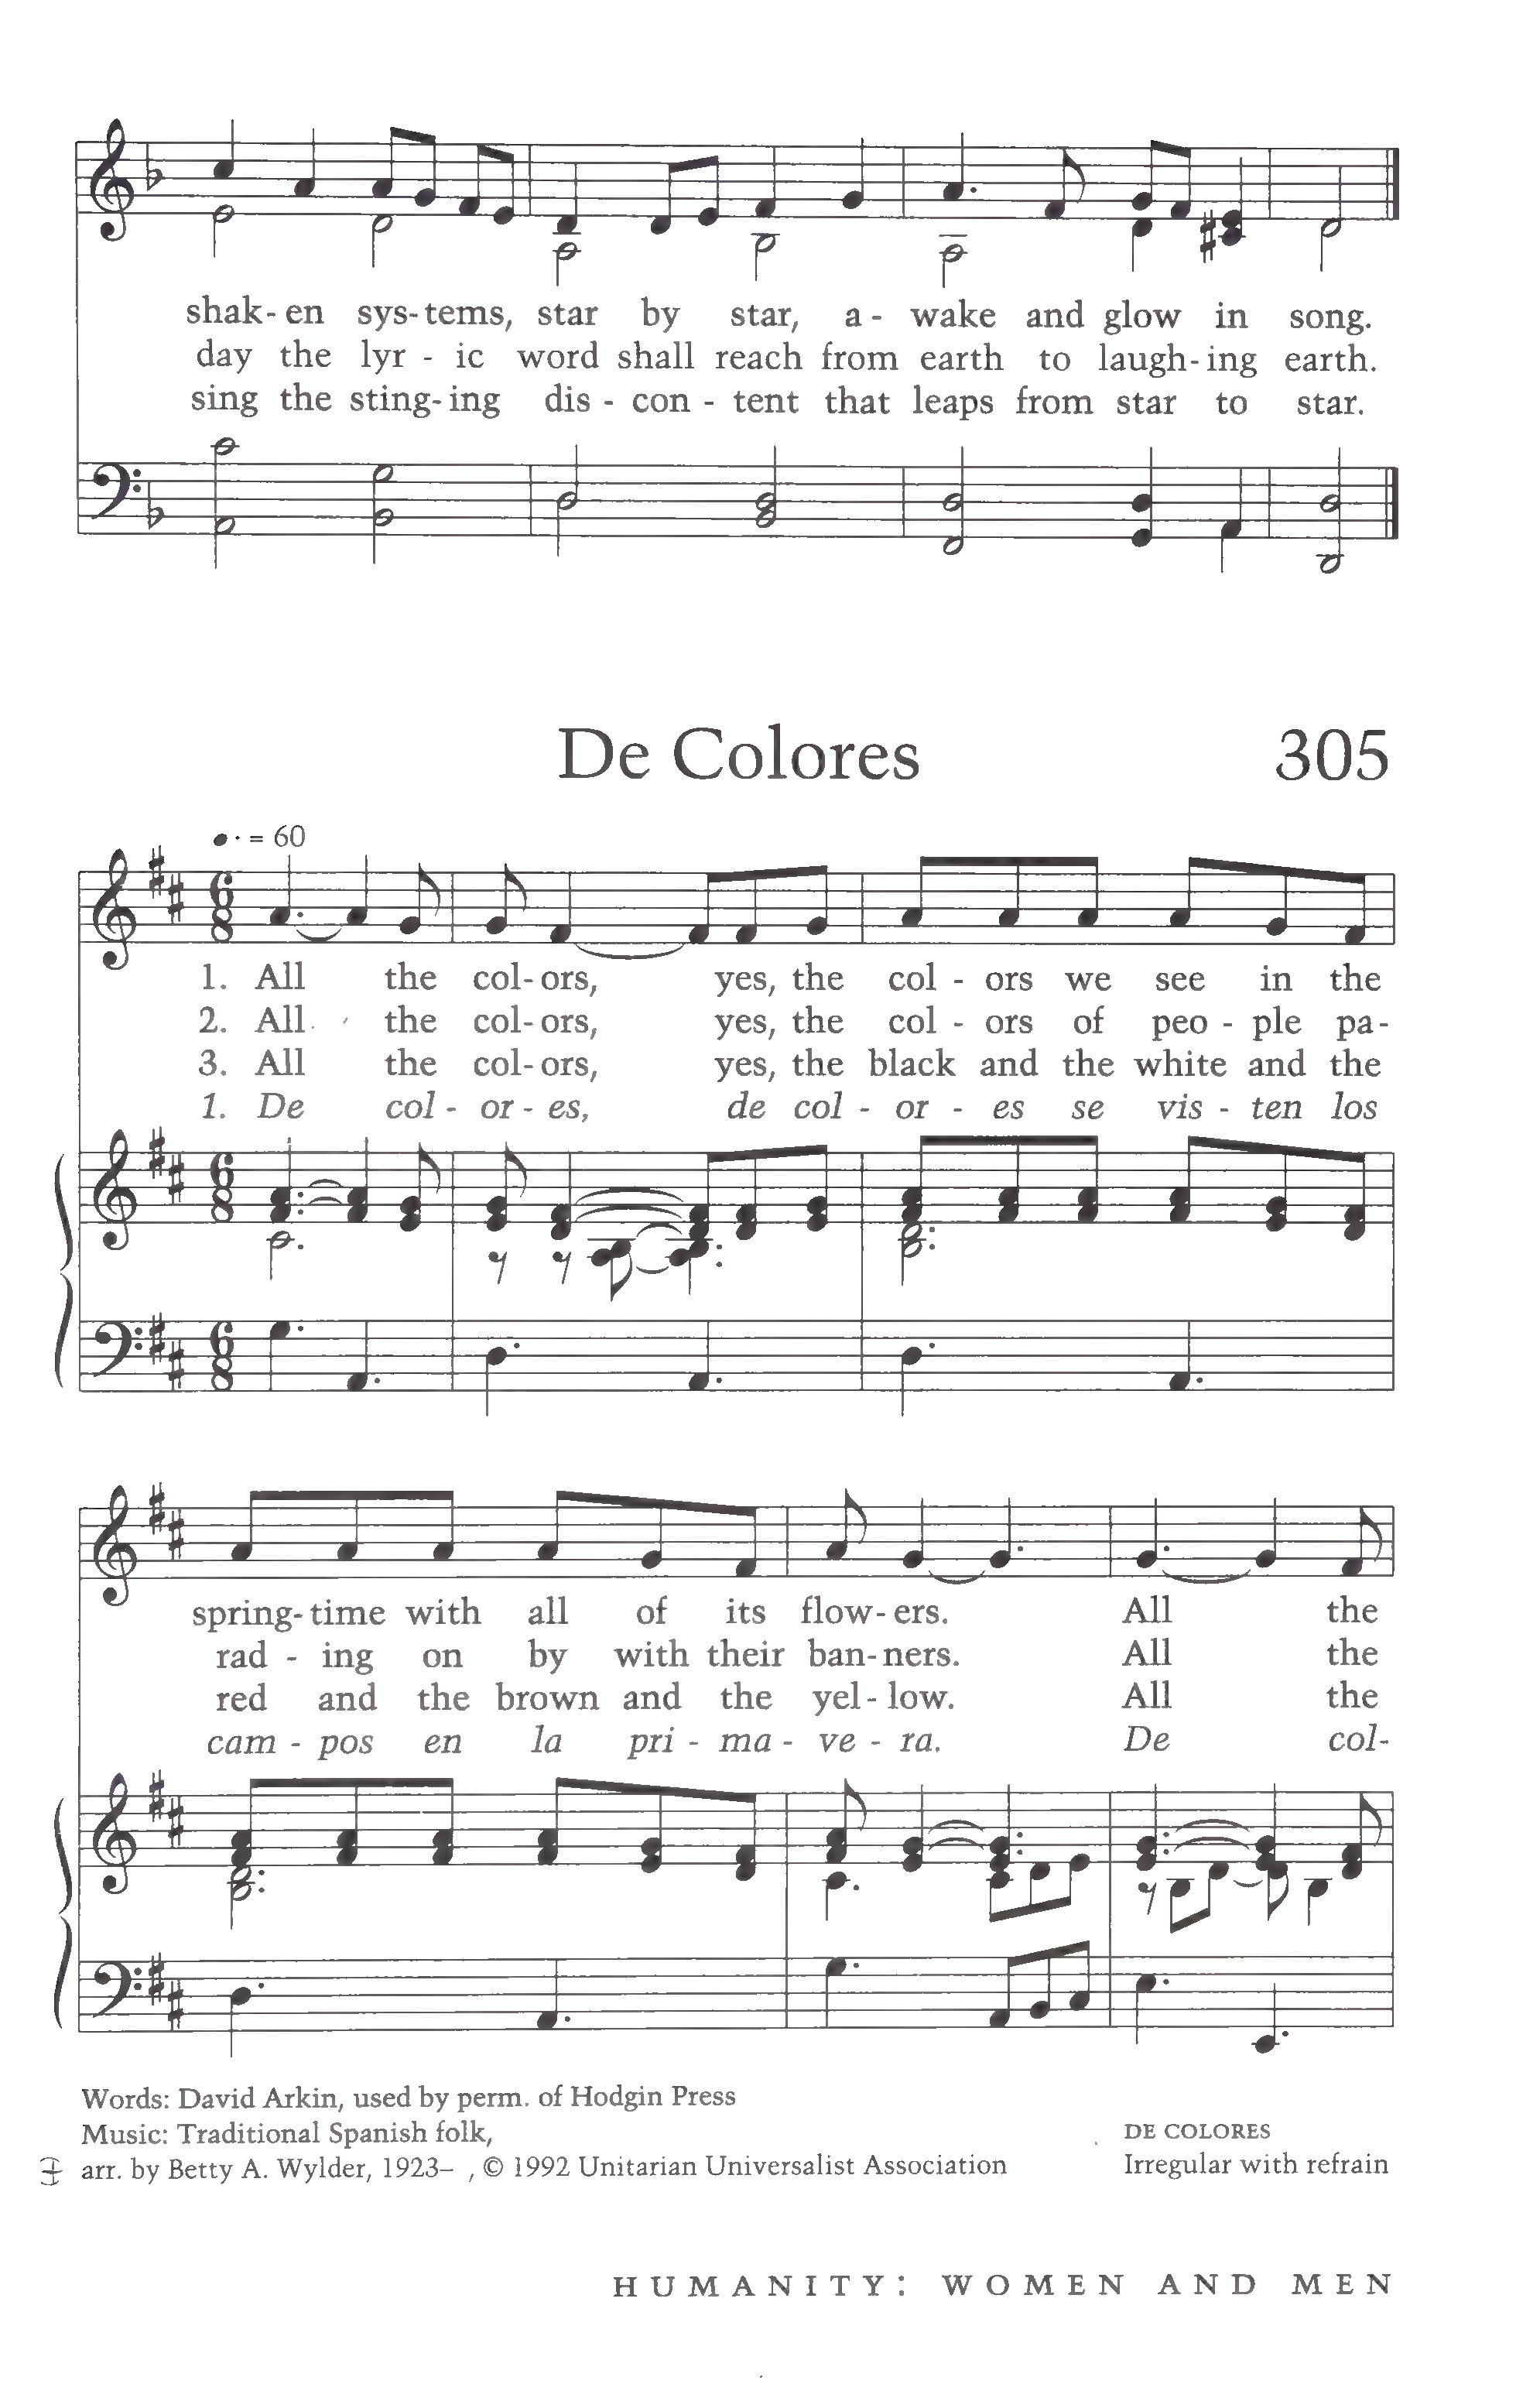 shak- en sys- tems, star by star, a - wake and glow in song.
day the lyr - ic word shall reach from earth to laugh- ing earth.
sing the sting- ing dis - con - tent that leaps from star to star.
De Colores 305
= 60
6 8
1. All the col- ors, yes, the col - ors we see in the
2. All the col- ors, yes, the col - ors of peo - ple pa-
3. All the col- ors, yes, the black and the white and the
1. De col - or - es, de col - or - es se vis - ten los
6 8
6 8
spring- time with all of its flow- ers. All the
rad - ing on by with their ban- ners. All the
red and the brown and the yel - low. All the
cam - pos en la pri - ma - ve - ra. De col-
Words: David Arkin, used by perm. of Hodgin Press
Music: Traditional Spanish folk,
arr. by Betty A. Wylder, 1923– , © 1992 Unitarian Universalist Association
DE COLORES
Irregular with refrain
HUMANITY: WOMEN AND MEN